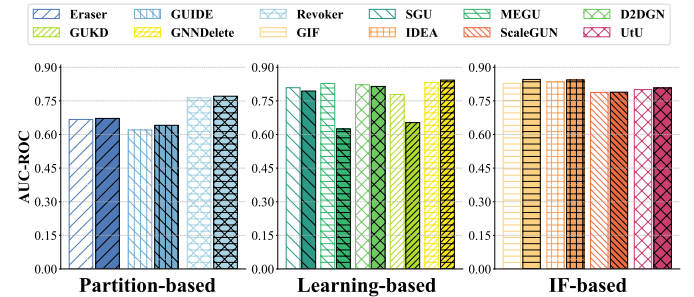 Eraser GUIDE Revoker SGU MEGU D2DGN
GUKD GNNDelete GIF IDEA ScaleGUN UtU
AUC-ROC
0.90 0.90 0.90
0.75 0.75 0.75
0.60 0.60 0.60
0.45 0.45 0.45
0.30 0.30 0.30
0.15 0.15 0.15
0.00 0.00 0.00
Partition-based Learning-based IF-based